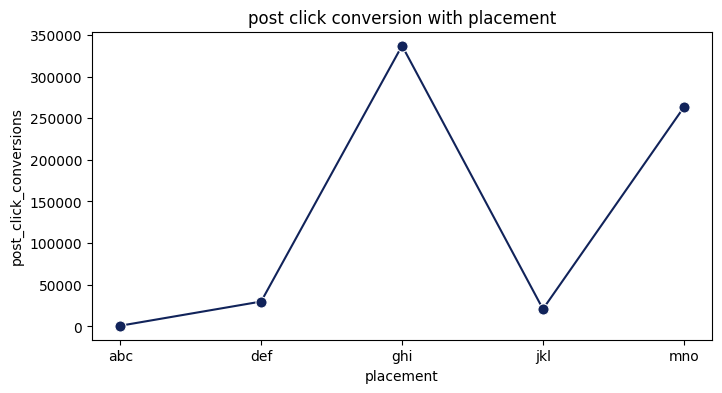 post click conversion with placement
350000
300000
250000
200000
150000
100000
50000
0
post_click_conversions
abc def ghi jkl mno
placement